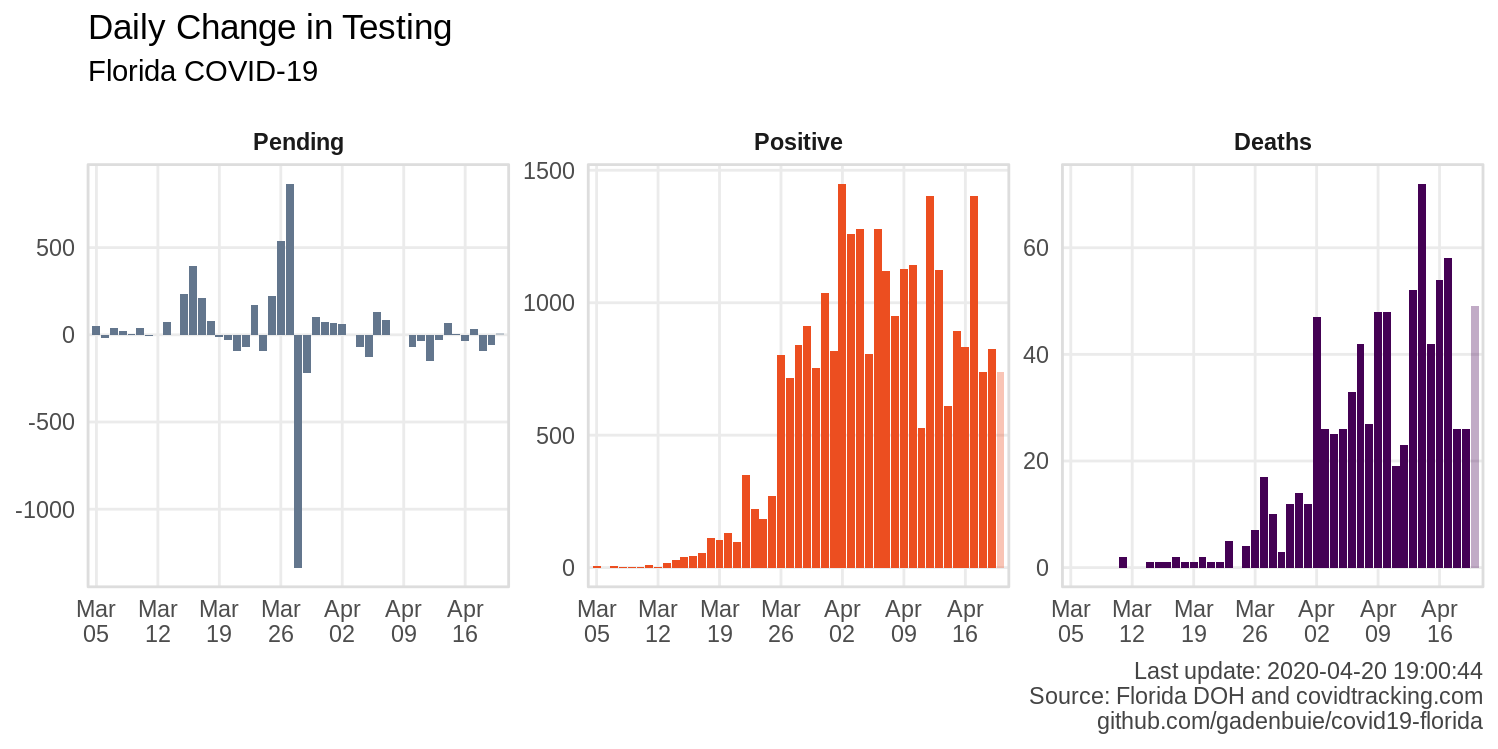 Daily Change in Testing
Florida COVID-19
Pending
Positive
Deaths
500
0
-500
-1000
Mar
05
Mar
12
Mar
19
Mar
26
Apr
02
Apr
09
Apr
16
1500
1000
500
0
Mar
05
Mar
12
Mar
19
Mar
26
Apr
02
Apr
09
Apr
16
60
40
20
0
Mar
05
Mar
12
Mar
19
Mar
26
Apr
02
Apr
09
Apr
16
Last update: 2020-04-20 19:00:44
Source: Florida DOH and covidtracking.com
github.com/gadenbuie/covid19-florida